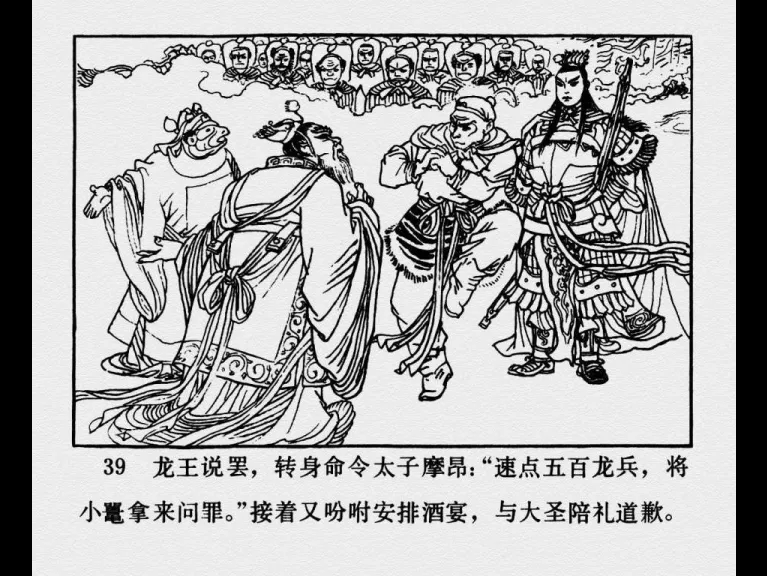 39 龙王说罢，转身命令太子摩昂：“速点五百龙兵，将
小鼍拿来问罪。”接着又吩咐安排酒宴，与大圣陪礼道歉。